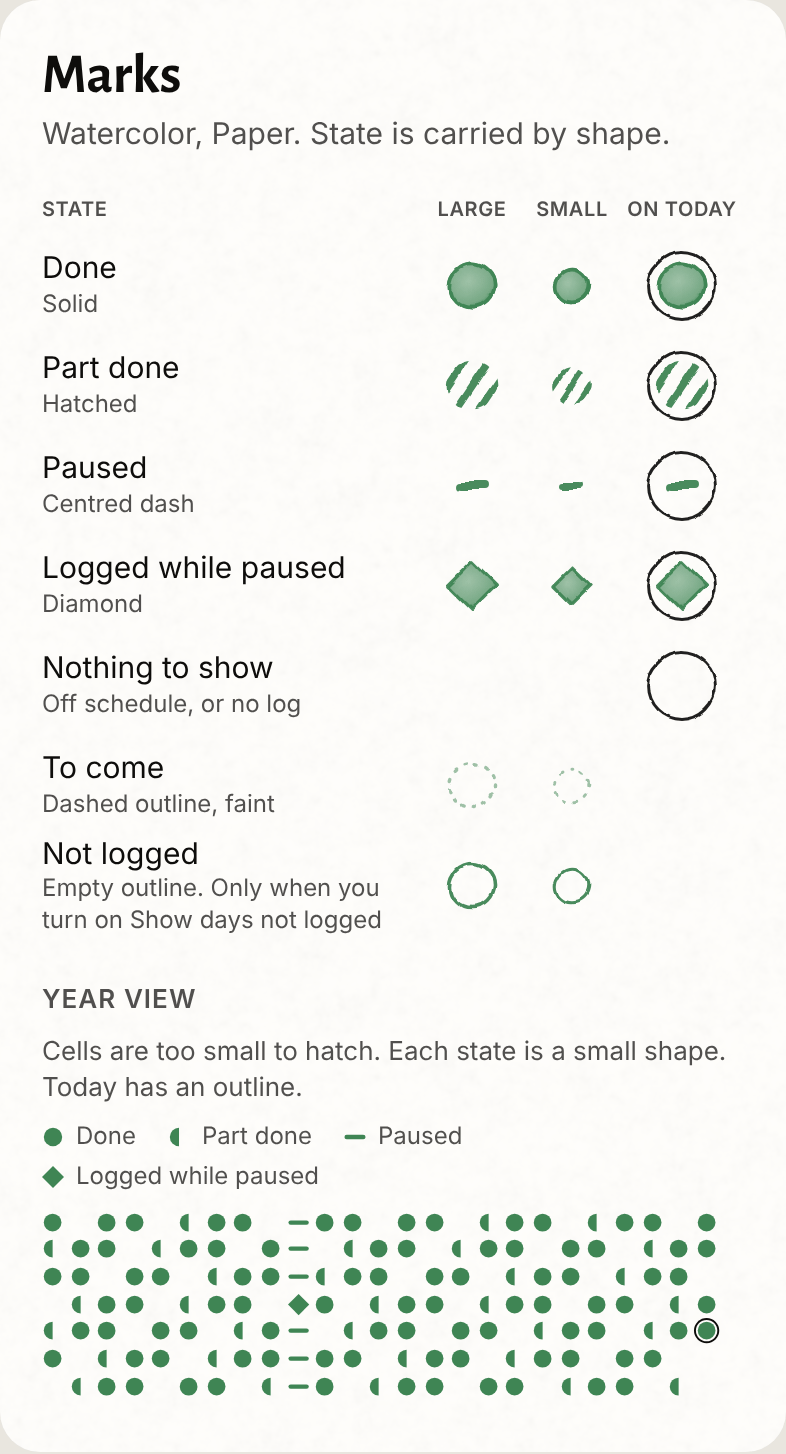 Marks
Watercolor, Paper. State is carried by shape.
STATE LARGE SMALL ON TODAY
Done
Solid
Part done
Hatched
Paused
Centred dash
Logged while paused
Diamond
Nothing to show
Off schedule, or no log
To come
Dashed outline, faint
Not logged
Empty outline. Only when you
turn on Show days not logged
YEAR VIEW
Cells are too small to hatch. Each state is a small shape.
Today has an outline.
Done Part done Paused
Logged while paused